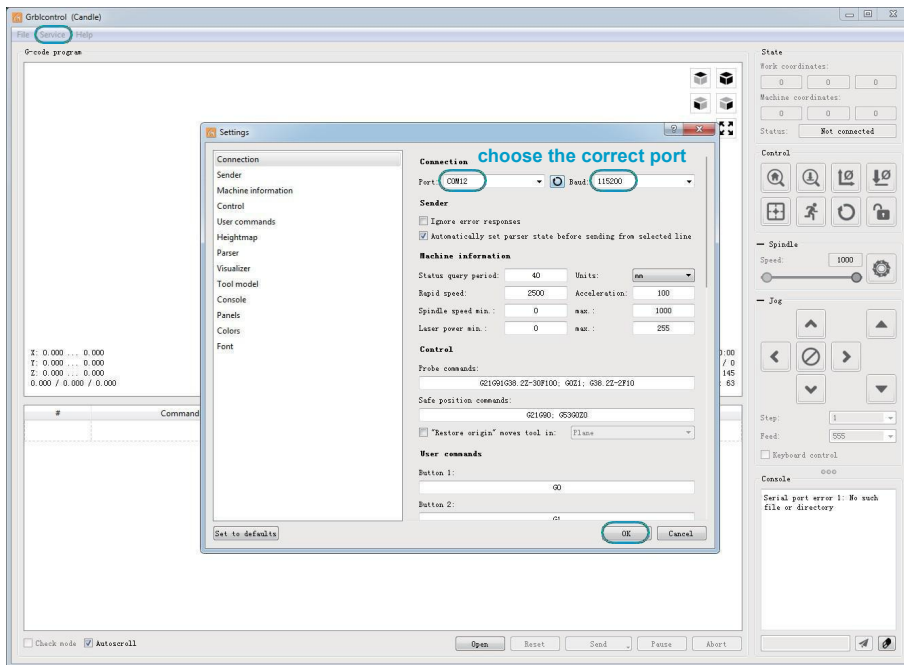 Grblcontrol (Candle)
File Service Help
G-code program
Settings
Connection
Sender
Machine information
Control
User commands
Heightmap
Parser
Visualizer
Tool model
Console
Panels
Colors
Font
choose the correct port
Connection
Port: COM12 Baud: 115200
Sender
Ignore error responses
Automatically set parser state before sending from selected line
Machine information
Status query period: 40 Units: mm
Rapid speed: 2500 Acceleration: 100
Spindle speed min.: 0 max.: 1000
Laser power min.: 0 max.: 255
Control
Probe commands:
G21G91G38.2Z-30F100; G0Z1; G38.2Z-2F10
Safe position commands:
G21G90; G53G0Z0
"Restore origin" moves tool in: Plane
User commands
Button 1:
G0
Button 2:
G1
Set to defaults OK Cancel
X: 0.000 ... 0.000
Y: 0.000 ... 0.000
Z: 0.000 ... 0.000
0.000 / 0.000 / 0.000
0:00
/ 0
145
: 63
# Command
Check mode Autoscroll Open Reset Send Pause Abort
State
Work coordinates:
0 0 0
Machine coordinates:
0 0 0
Status: Not connected
Control
Spindle
Speed: 1000
Jog
Step: 1
Feed: 555
Keyboard control
Console
Serial port error 1: No such
file or directory